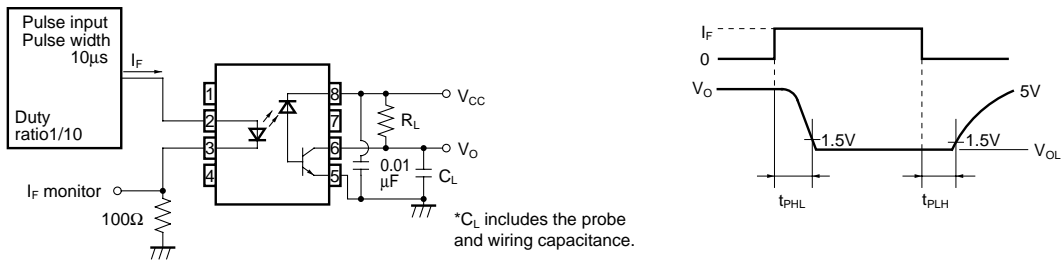 Pulse input
Pulse width
10μs
Duty
ratio1/10
IF
1
2
3
4
8
7
6
5
VCC
RL
VO
0.01
μF
CL
IF monitor
100Ω
*CL includes the probe
and wiring capacitance.
IF
0
VO
5V
1.5V
1.5V
VOL
tPHL
tPLH